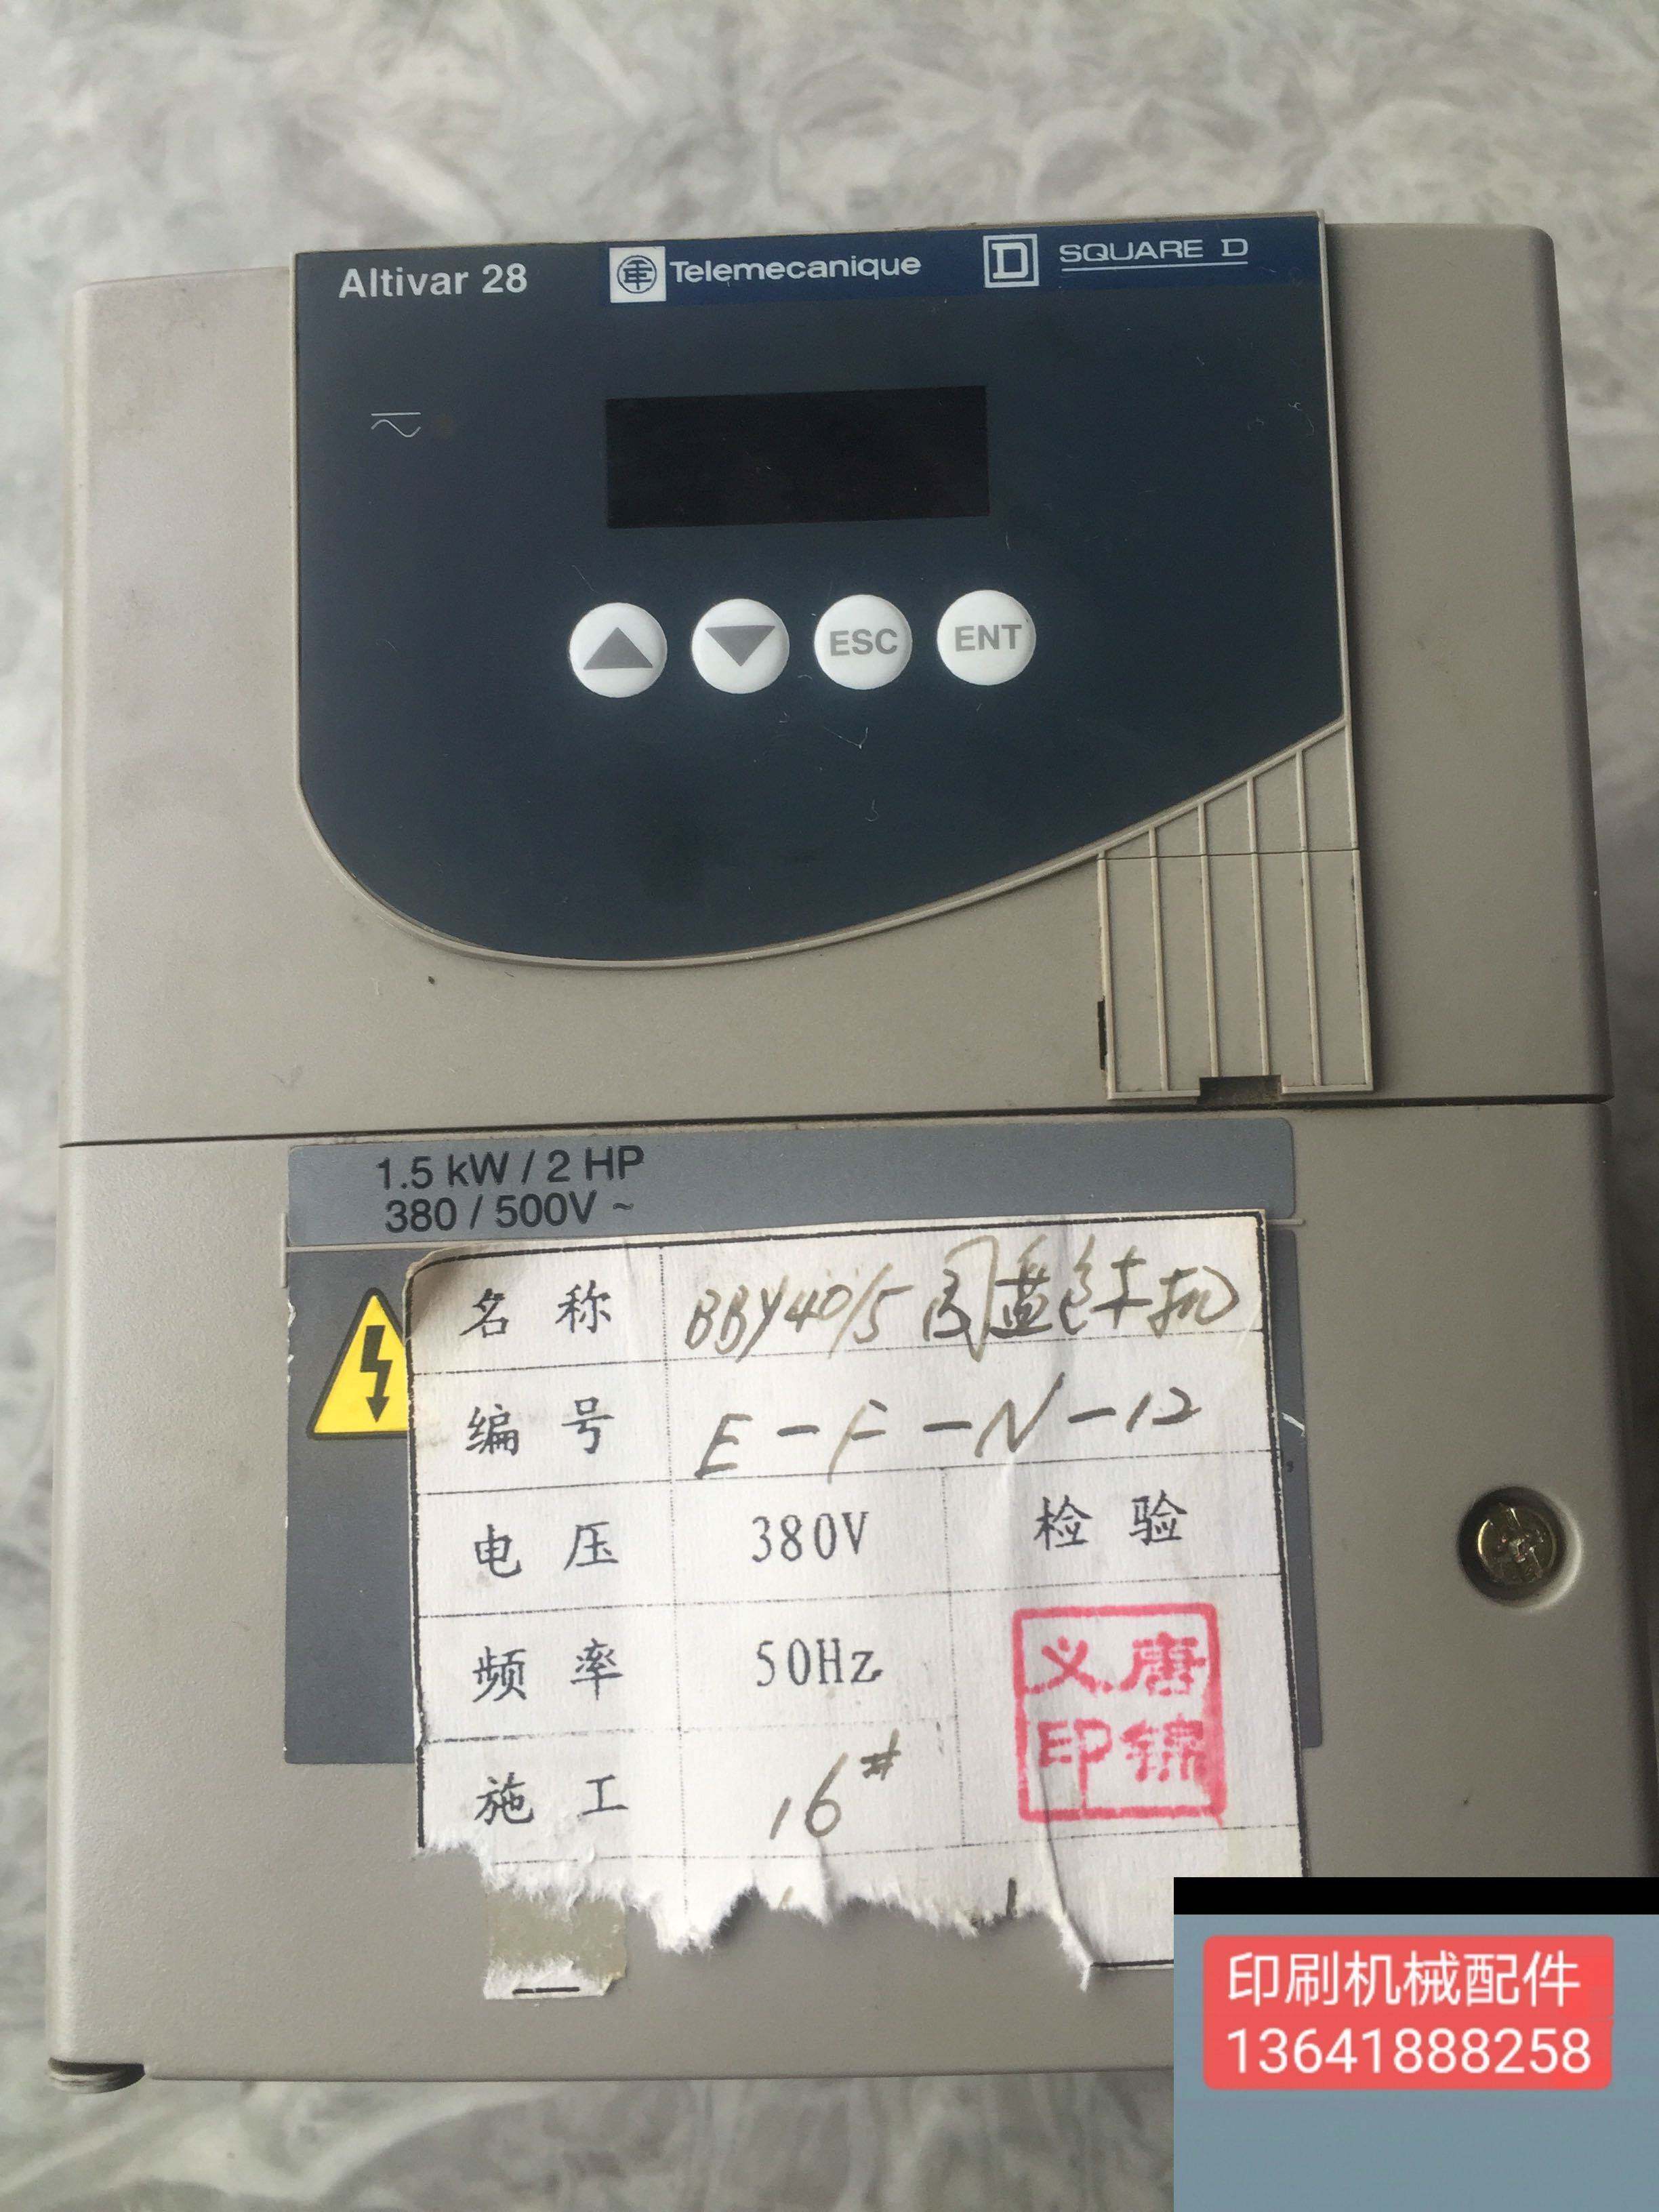 Altivar 28 Telemecanique D SQUARE D
ESC ENT
1.5 kW / 2 HP
380 / 500V ~
名称 BBY40/5
编号 E-F-N-12
电压 380V 检验
频率 50Hz
义唐
印锦
施工 16#
印刷机械配件
13641888258